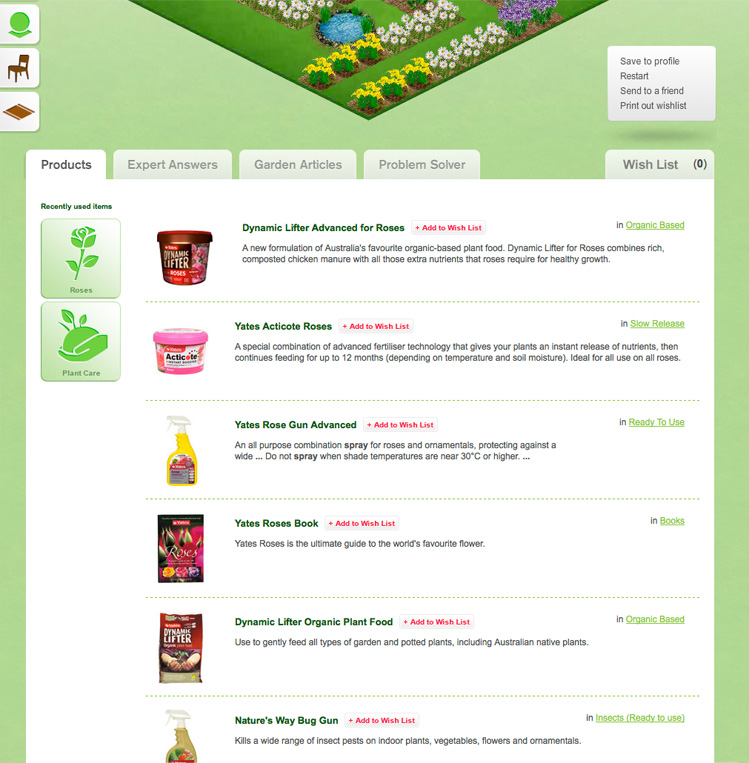 Save to profile
Restart
Send to a friend
Print out wishlist
Products
Expert Answers
Garden Articles
Problem Solver
Wish List (0)
Recently used items
Roses
Plant Care
Dynamic Lifter Advanced for Roses + Add to Wish List in Organic Based
A new formulation of Australia's favourite organic-based plant food. Dynamic Lifter for Roses combines rich,
composted chicken manure with all those extra nutrients that roses require for healthy growth.
DYNAMIC
LIFTER
ROSES
Yates Acticote Roses + Add to Wish List in Slow Release
A special combination of advanced fertiliser technology that gives your plants an instant release of nutrients, then
continues feeding for up to 12 months (depending on temperature and soil moisture). Ideal for all use on all roses.
Acticote
Yates Rose Gun Advanced + Add to Wish List in Ready To Use
An all purpose combination spray for roses and ornamentals, protecting against a
wide ... Do not spray when shade temperatures are near 30°C or higher. ...
Yates Roses Book + Add to Wish List in Books
Yates Roses is the ultimate guide to the world's favourite flower.
Yates
Roses
Dynamic Lifter Organic Plant Food + Add to Wish List in Organic Based
Use to gently feed all types of garden and potted plants, including Australian native plants.
DYNAMIC
LIFTER
Nature's Way Bug Gun + Add to Wish List in Insects (Ready to use)
Kills a wide range of insect pests on indoor plants, vegetables, flowers and ornamentals.